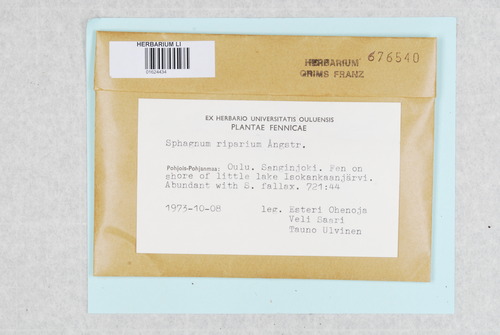 HERBARIUM LI
01624434
HERBARIUM
GRIMS FRANZ
676540
EX HERBARIO UNIVERSITATIS OULUENSIS
PLANTAE FENNICAE
Sphagnum riparium Ångstr.
Pohjois-Pohjanmaa: Oulu. Sanginjoki. Fen on
shore of little lake Isokankaanjärvi.
Abundant with S. fallax. 721:44
1973-10-08 leg. Esteri Ohenoja
Veli Saari
Tauno Ulvinen